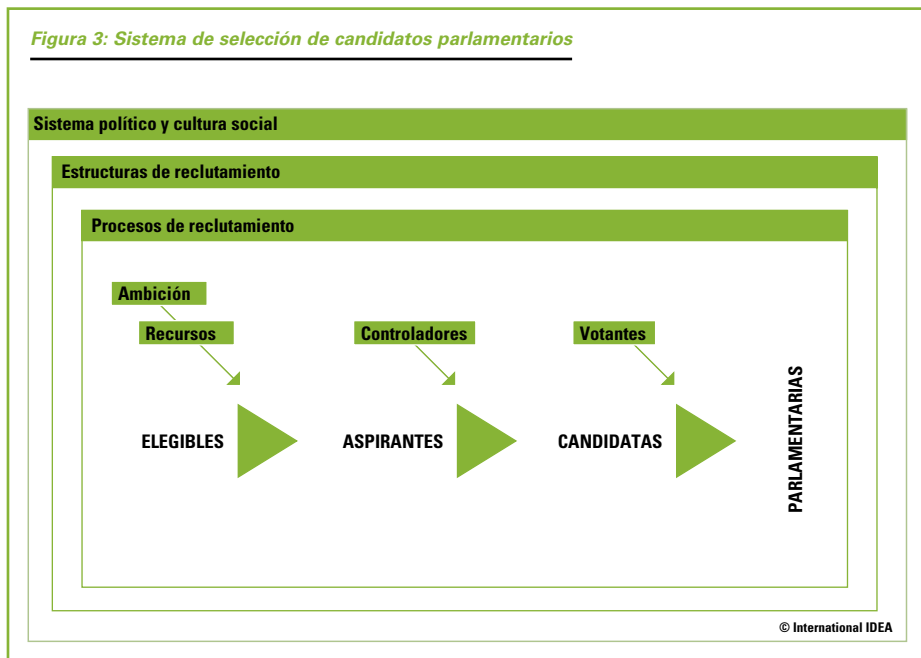 Figura 3: Sistema de selección de candidatos parlamentarios
Sistema político y cultura social
Estructuras de reclutamiento
Procesos de reclutamiento
Ambición
Recursos
Controladores
Votantes
ELEGIBLES
ASPIRANTES
CANDIDATAS
PARLAMENTARIAS
© International IDEA